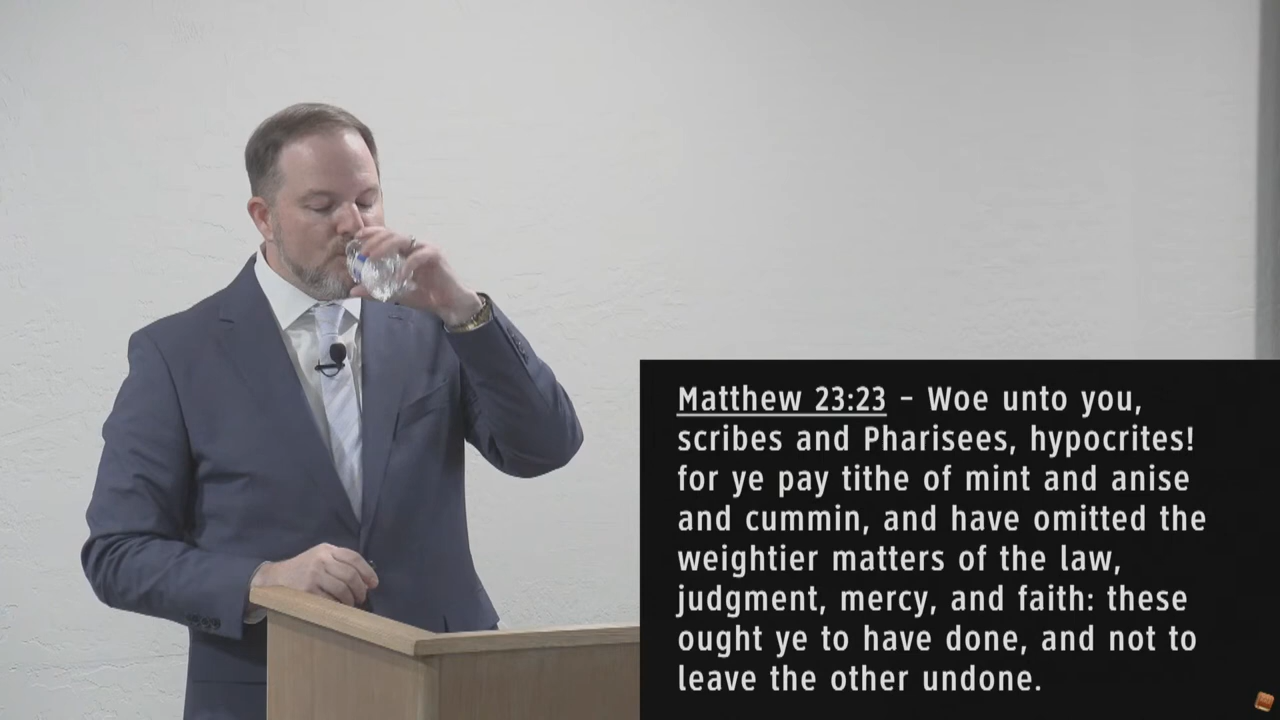 Matthew 23:23 – Woe unto you,
scribes and Pharisees, hypocrites!
for ye pay tithe of mint and anise
and cummin, and have omitted the
weightier matters of the law,
judgment, mercy, and faith: these
ought ye to have done, and not to
leave the other undone.